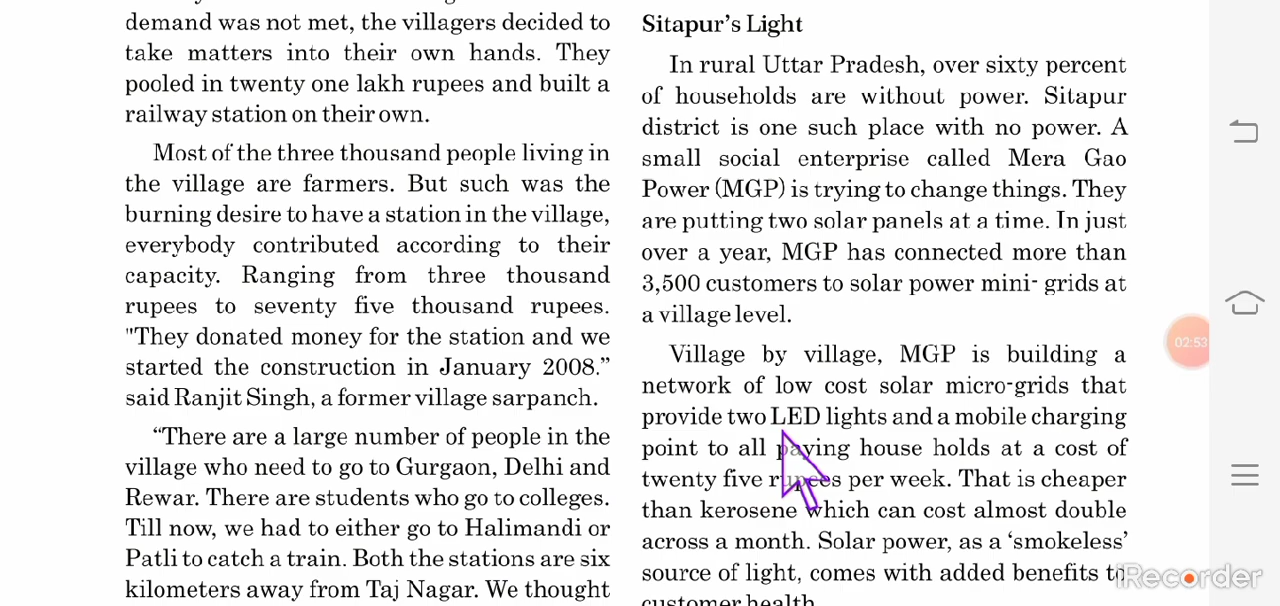 demand was not met, the villagers decided to
take matters into their own hands. They
pooled in twenty one lakh rupees and built a
railway station on their own.
Most of the three thousand people living in
the village are farmers. But such was the
burning desire to have a station in the village,
everybody contributed according to their
capacity. Ranging from three thousand
rupees to seventy five thousand rupees.
"They donated money for the station and we
started the construction in January 2008.”
said Ranjit Singh, a former village sarpanch.
“There are a large number of people in the
village who need to go to Gurgaon, Delhi and
Rewar. There are students who go to colleges.
Till now, we had to either go to Halimandi or
Patli to catch a train. Both the stations are six
kilometers away from Taj Nagar. We thought
Sitapur’s Light
In rural Uttar Pradesh, over sixty percent
of households are without power. Sitapur
district is one such place with no power. A
small social enterprise called Mera Gao
Power (MGP) is trying to change things. They
are putting two solar panels at a time. In just
over a year, MGP has connected more than
3,500 customers to solar power mini- grids at
a village level.
Village by village, MGP is building a
network of low cost solar micro-grids that
provide two LED lights and a mobile charging
point to all paying house holds at a cost of
twenty five rupees per week. That is cheaper
than kerosene which can cost almost double
across a month. Solar power, as a ‘smokeless’
source of light, comes with added benefits to
customer health.
02:53
iRecorder